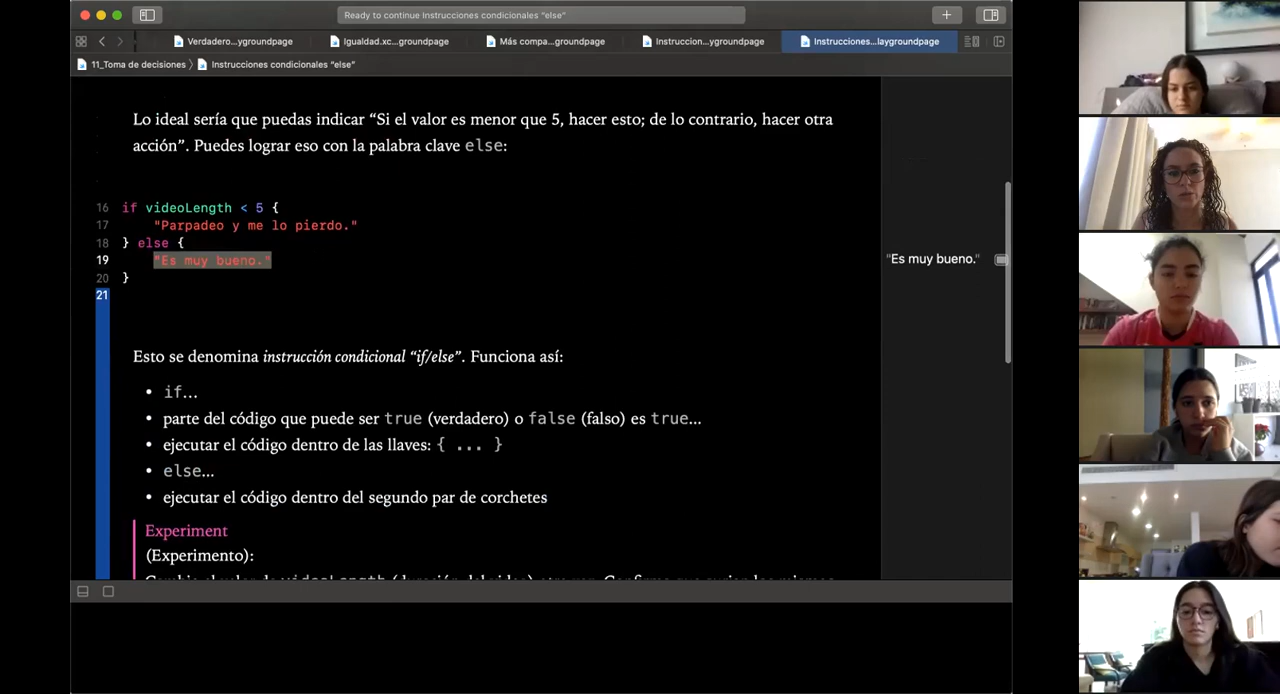 Ready to continue Instrucciones condicionales “else”
Verdadero...ygroundpage
Igualdad.xc...groundpage
Más compa...groundpage
Instruccion...ygroundpage
Instrucciones...laygroundpage
11_Toma de decisiones 〉 Instrucciones condicionales “else”
Lo ideal sería que puedas indicar “Si el valor es menor que 5, hacer esto; de lo contrario, hacer otra
acción”. Puedes lograr eso con la palabra clave else:
16 if videoLength < 5 {
17 "Parpadeo y me lo pierdo."
18 } else {
19 "Es muy bueno."
"Es muy bueno."
20 }
21
Esto se denomina instrucción condicional “if/else”. Funciona así:
• if...
• parte del código que puede ser true (verdadero) o false (falso) es true...
• ejecutar el código dentro de las llaves: { ... }
• else...
• ejecutar el código dentro del segundo par de corchetes
Experiment
(Experimento):